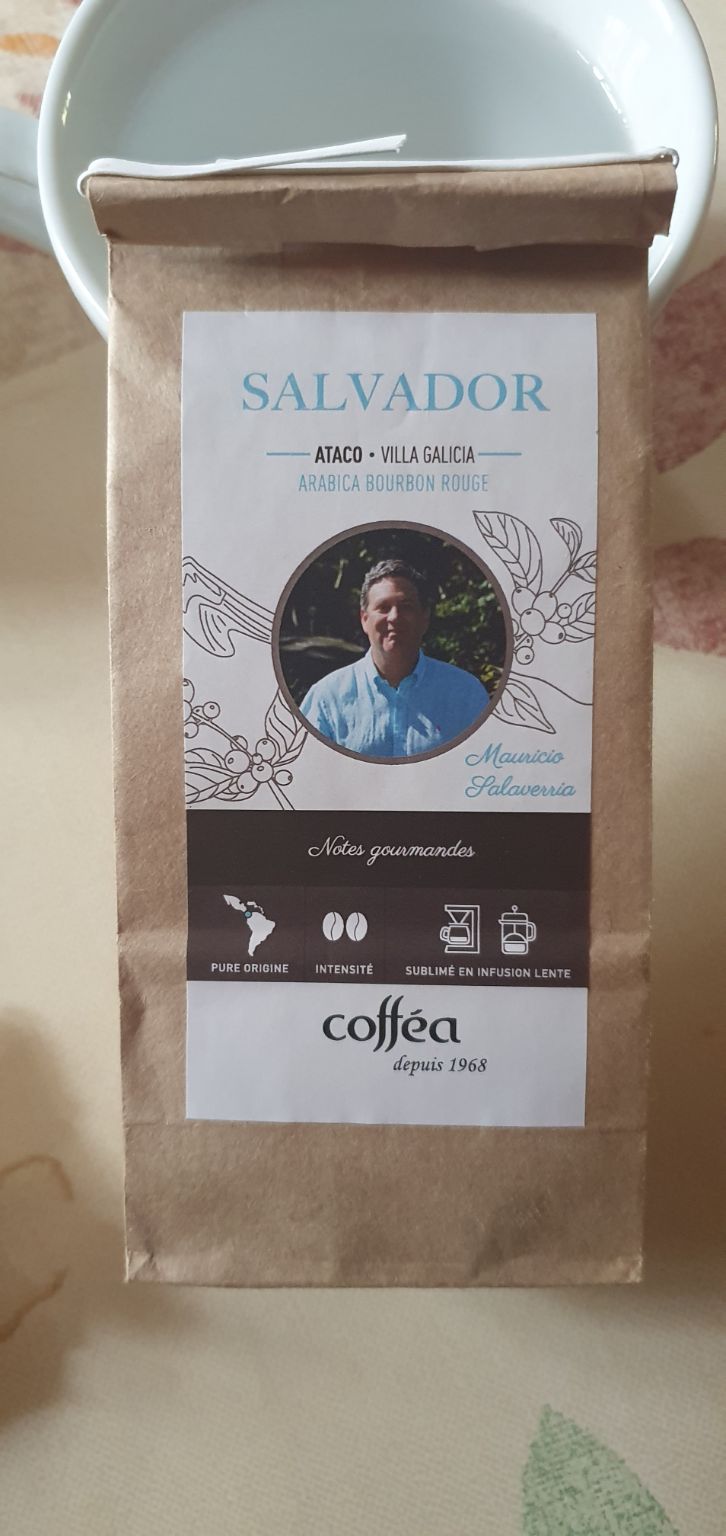 SALVADOR
ATACO • VILLA GALICIA
ARABICA BOURBON ROUGE
Mauricio
Salaverria
Notes gourmandes
PURE ORIGINE INTENSITÉ SUBLIMÉ EN INFUSION LENTE
cofféa
depuis 1968